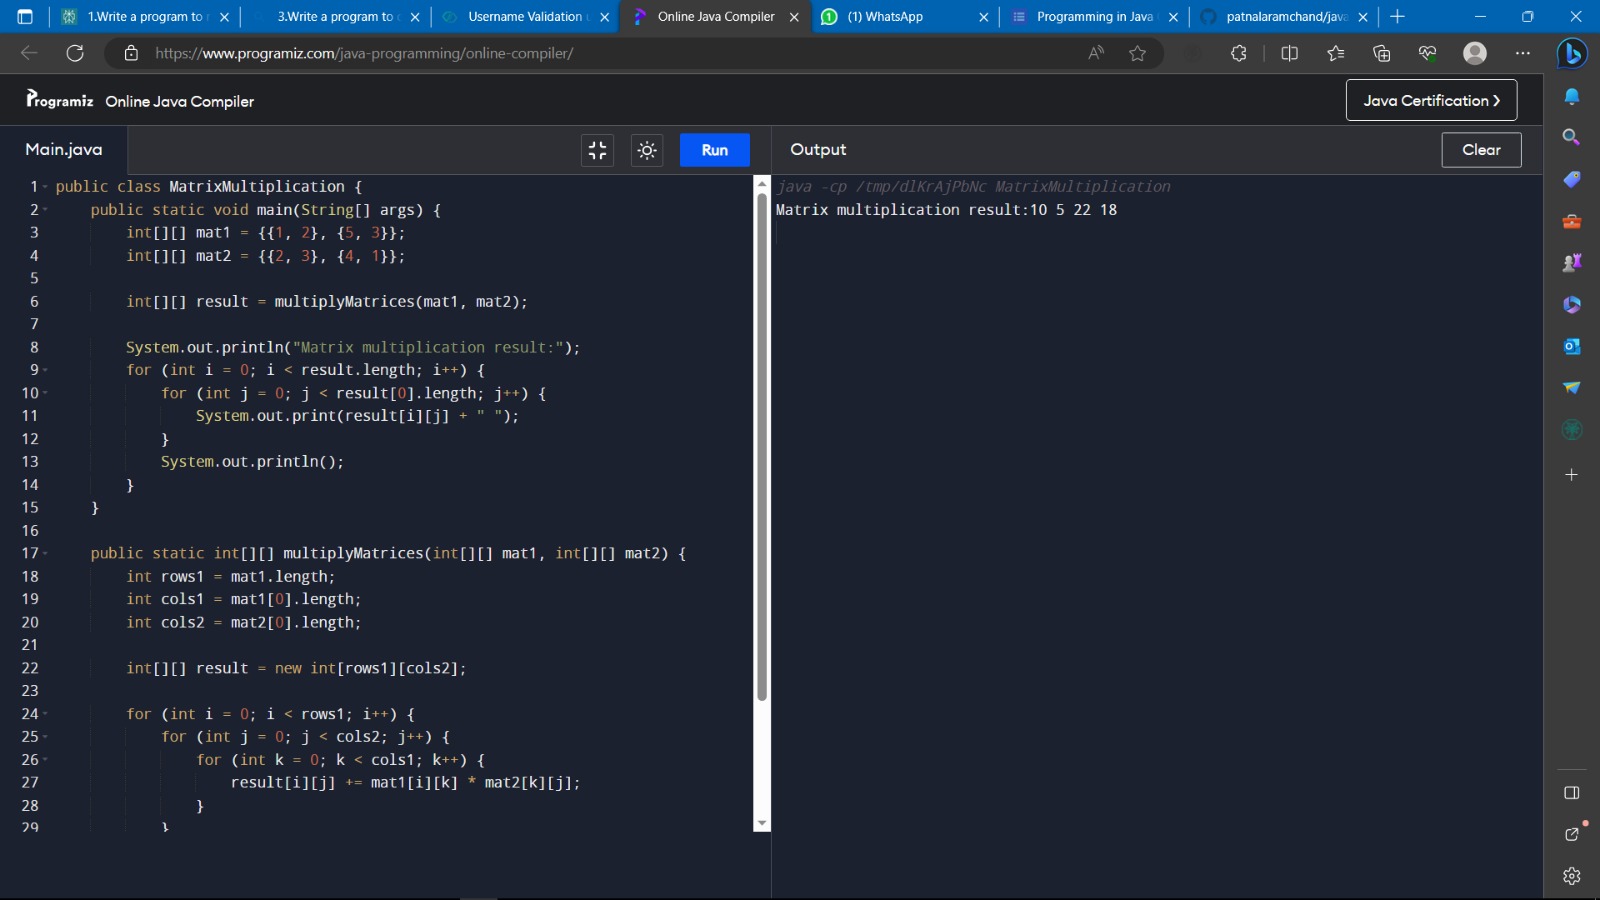 1.Write a program to
3.Write a program to
Username Validation
Online Java Compiler
(1) WhatsApp
Programming in Java
patnalaramchand/java
https://www.programiz.com/java-programming/online-compiler/
Programiz Online Java Compiler
Java Certification >
Main.java
Run
Output
Clear
1 public class MatrixMultiplication {
2 public static void main(String[] args) {
3 int[][] mat1 = {{1, 2}, {5, 3}};
4 int[][] mat2 = {{2, 3}, {4, 1}};
5
6 int[][] result = multiplyMatrices(mat1, mat2);
7
8 System.out.println("Matrix multiplication result:");
9 for (int i = 0; i < result.length; i++) {
10 for (int j = 0; j < result[0].length; j++) {
11 System.out.print(result[i][j] + " ");
12 }
13 System.out.println();
14 }
15 }
16
17 public static int[][] multiplyMatrices(int[][] mat1, int[][] mat2) {
18 int rows1 = mat1.length;
19 int cols1 = mat1[0].length;
20 int cols2 = mat2[0].length;
21
22 int[][] result = new int[rows1][cols2];
23
24 for (int i = 0; i < rows1; i++) {
25 for (int j = 0; j < cols2; j++) {
26 for (int k = 0; k < cols1; k++) {
27 result[i][j] += mat1[i][k] * mat2[k][j];
28 }
29 }
java -cp /tmp/dlKrAjPbNc MatrixMultiplication
Matrix multiplication result:10 5 22 18